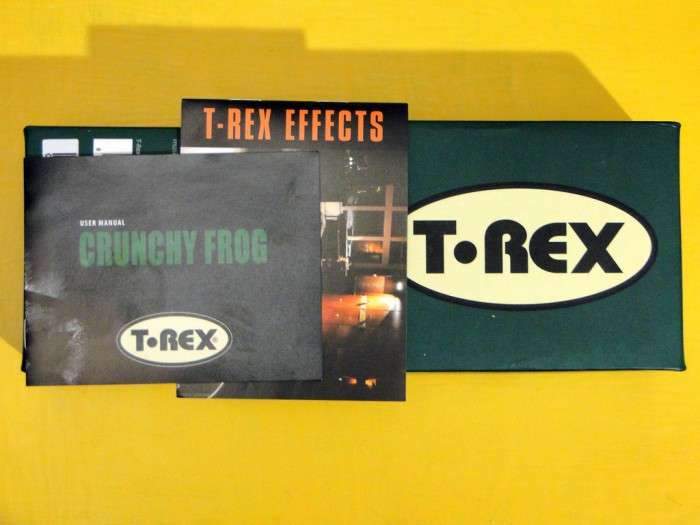 T-REX EFFECTS
USER MANUAL
CRUNCHY FROG
T•REX®
T•REX